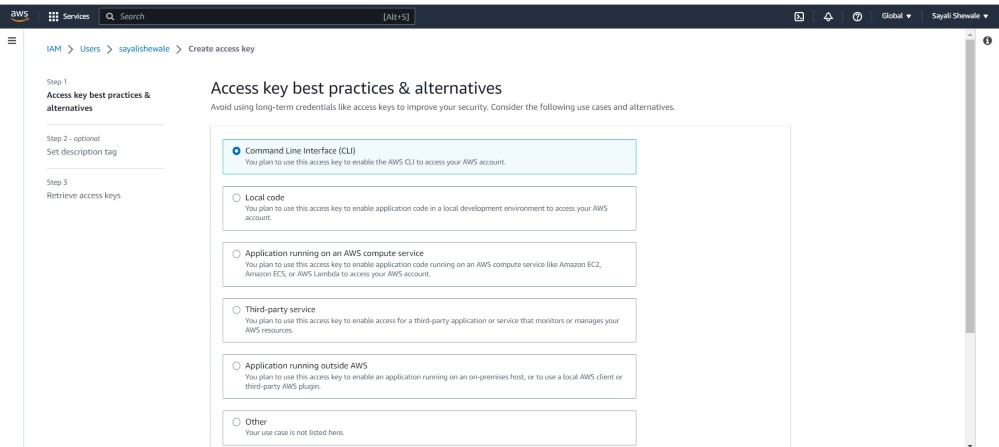 aws
Services
Search
[Alt+S]
Global
Sayali Shewale
IAM > Users > sayalishewale > Create access key
Step 1
Access key best practices &
alternatives
Step 2 - optional
Set description tag
Step 3
Retrieve access keys
Access key best practices & alternatives
Avoid using long-term credentials like access keys to improve your security. Consider the following use cases and alternatives.
Command Line Interface (CLI)
You plan to use this access key to enable the AWS CLI to access your AWS account.
Local code
You plan to use this access key to enable application code in a local development environment to access your AWS
account.
Application running on an AWS compute service
You plan to use this access key to enable application code running on an AWS compute service like Amazon EC2,
Amazon ECS, or AWS Lambda to access your AWS account.
Third-party service
You plan to use this access key to enable access for a third-party application or service that monitors or manages your
AWS resources.
Application running outside AWS
You plan to use this access key to enable an application running on an on-premises host, or to use a local AWS client or
third-party AWS plugin.
Other
Your use case is not listed here.